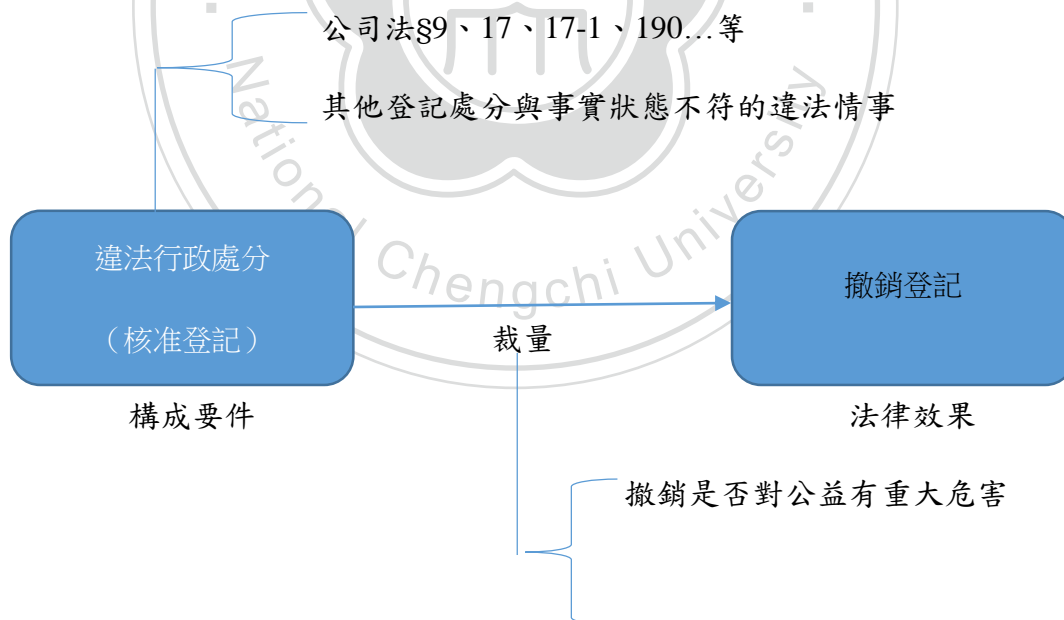 公司法§9、17、17-1、190…等
其他登記處分與事實狀態不符的違法情事
National Chengchi University
違法行政處分
（核准登記）
撤銷登記
裁量
構成要件
法律效果
撤銷是否對公益有重大危害